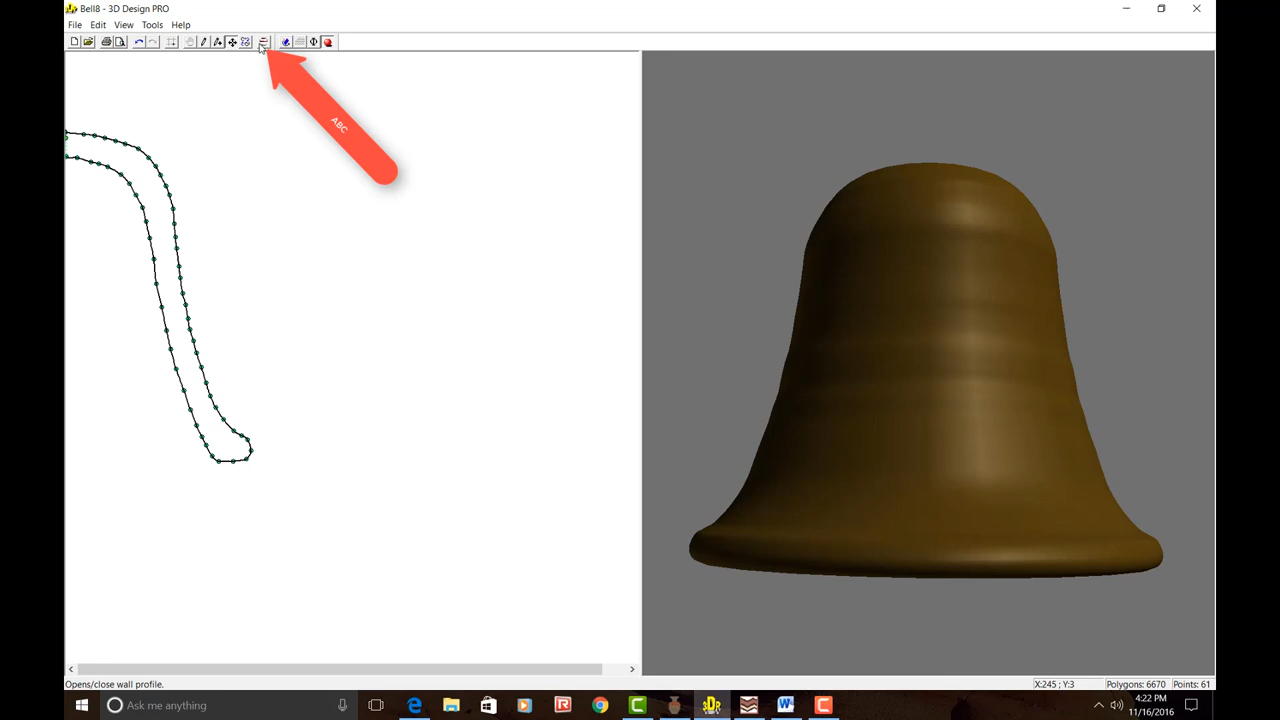 Bell8 - 3D Design PRO
File Edit View Tools Help
ABC
Opens/close wall profile.
X:245 ; Y:3 Polygons: 6670 Points: 61
Ask me anything
4:22 PM
11/16/2016